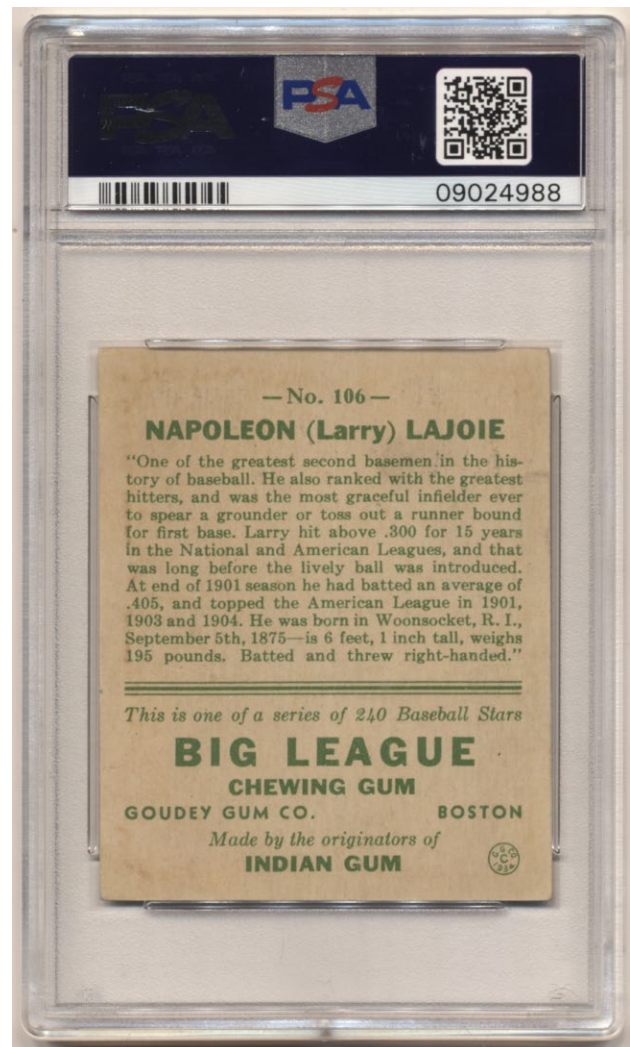 PSA
PSA
09024988
—No. 106—
NAPOLEON (Larry) LAJOIE
"One of the greatest second basemen in the his-
tory of baseball. He also ranked with the greatest
hitters, and was the most graceful infielder ever
to spear a grounder or toss out a runner bound
for first base. Larry hit above .300 for 15 years
in the National and American Leagues, and that
was long before the lively ball was introduced.
At end of 1901 season he had batted an average of
.405, and topped the American League in 1901,
1903 and 1904. He was born in Woonsocket, R. I.,
September 5th, 1875—is 6 feet, 1 inch tall, weighs
195 pounds. Batted and threw right-handed."
This is one of a series of 240 Baseball Stars
BIG LEAGUE
CHEWING GUM
GOUDEY GUM CO. BOSTON
Made by the originators of
INDIAN GUM
G.G.CO.
C
1934